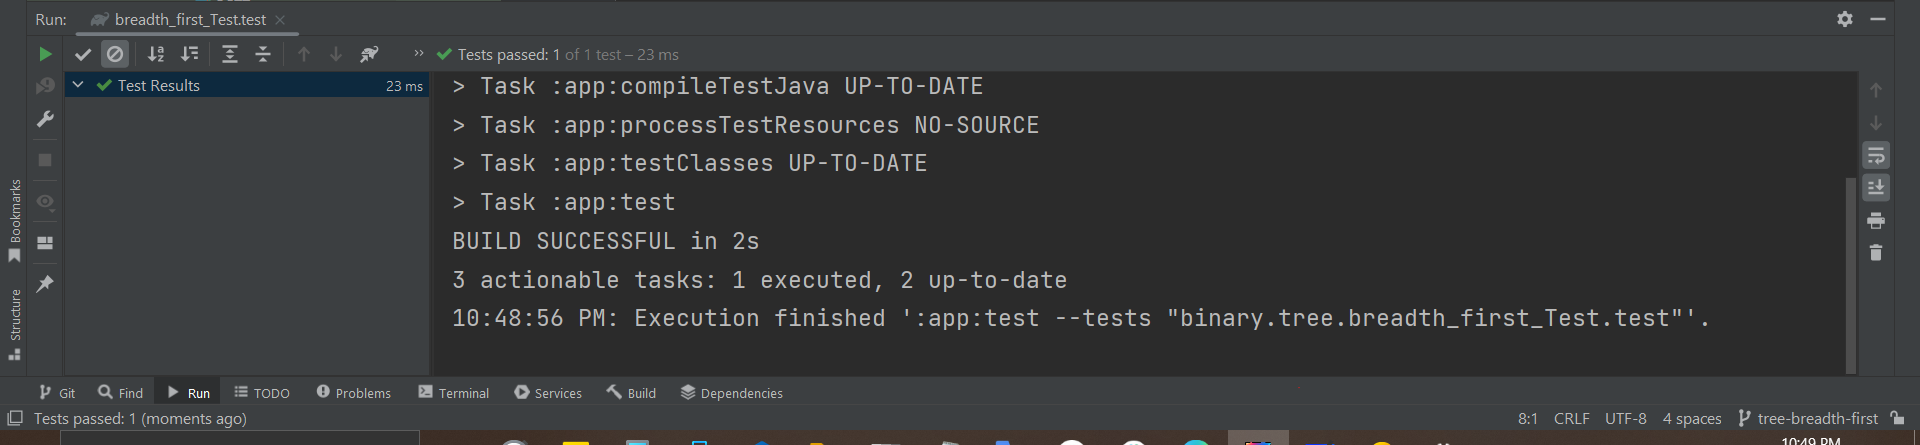 Run: breadth_first_Test.test
Tests passed: 1 of 1 test – 23 ms
Test Results 23 ms
> Task :app:compileTestJava UP-TO-DATE
> Task :app:processTestResources NO-SOURCE
> Task :app:testClasses UP-TO-DATE
> Task :app:test
BUILD SUCCESSFUL in 2s
3 actionable tasks: 1 executed, 2 up-to-date
10:48:56 PM: Execution finished ':app:test --tests "binary.tree.breadth_first_Test.test"'.
Bookmarks
Structure
Git Find Run TODO Problems Terminal Services Build Dependencies
Tests passed: 1 (moments ago) 8:1 CRLF UTF-8 4 spaces tree-breadth-first
10:49 PM